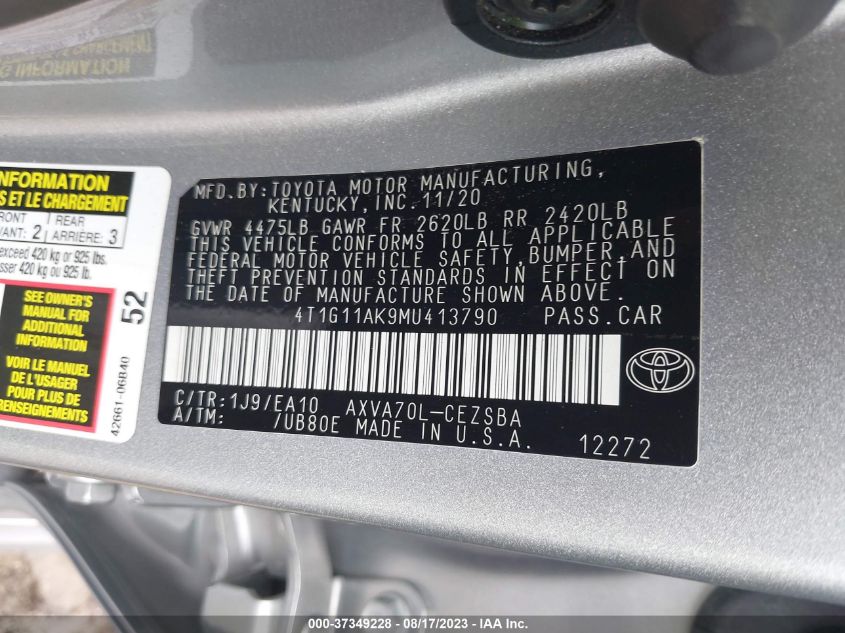 G INFORMATION
INFORMATION
S ET LE CHARGEMENT
RONT
VANT: 2
REAR
ARRIÈRE: 3
exceed 420 kg or 925 lbs.
sser 420 kg ou 925 lb.
SEE OWNER'S
MANUAL FOR
ADDITIONAL
INFORMATION
VOIR LE MANUEL
DE L'USAGER
POUR PLUS DE
RENSEIGNEMENTS
52
42661-06B40
MFD.BY:TOYOTA MOTOR MANUFACTURING,
KENTUCKY, INC.11/20
GVWR 4475LB GAWR FR 2620LB RR 2420LB
THIS VEHICLE CONFORMS TO ALL APPLICABLE
FEDERAL MOTOR VEHICLE SAFETY,BUMPER,AND
THEFT PREVENTION STANDARDS IN EFFECT ON
THE DATE OF MANUFACTURE SHOWN ABOVE.
4T1G11AK9MU413790 PASS.CAR
C/TR:1J9/EA10 AXVA70L-CEZSBA
A/TM: /UB80E MADE IN U.S.A.
12272
000-37349228 - 08/17/2023 - IAAI.com